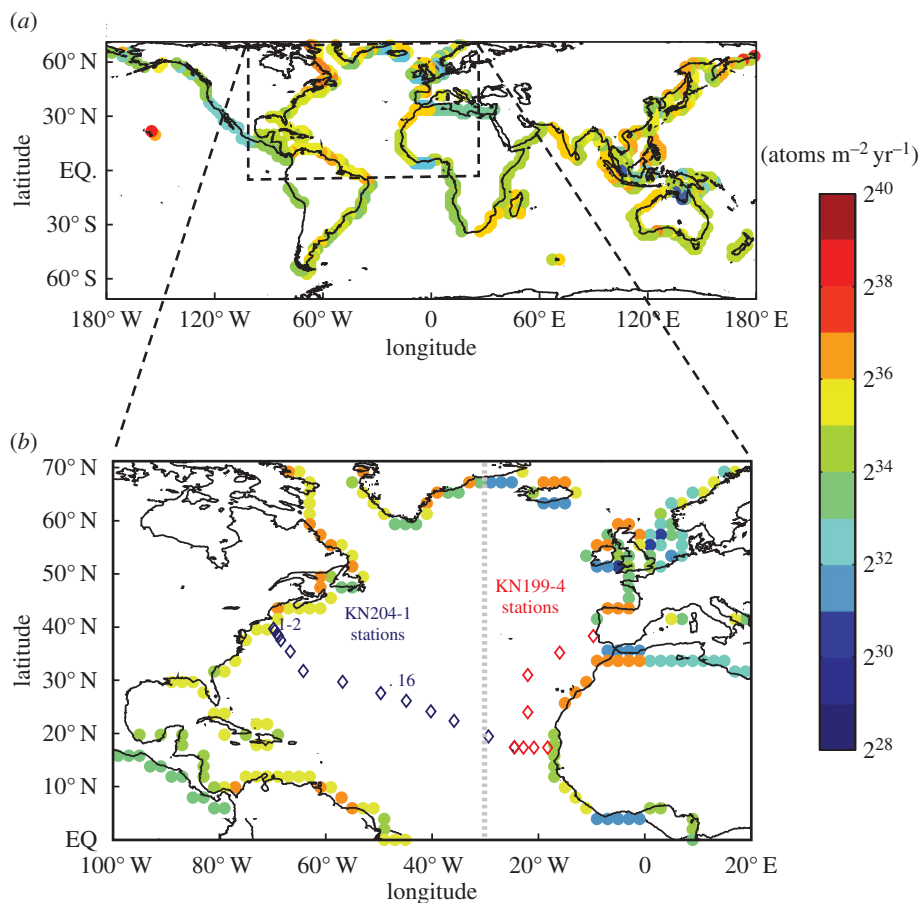 (a)
60° N
30° N
EQ.
30° S
60° S
latitude
180° W 120° W 60° W 0 60° E 120° E 180° E
longitude
(atoms m⁻² yr⁻¹)
2⁴⁰
2³⁸
2³⁶
2³⁴
2³²
2³⁰
2²⁸
(b)
70° N
60° N
50° N
40° N
30° N
20° N
10° N
EQ
latitude
KN204-1
stations
KN199-4
stations
1-2
. 16
100° W 80° W 60° W 40° W 20° W 0 20° E
longitude